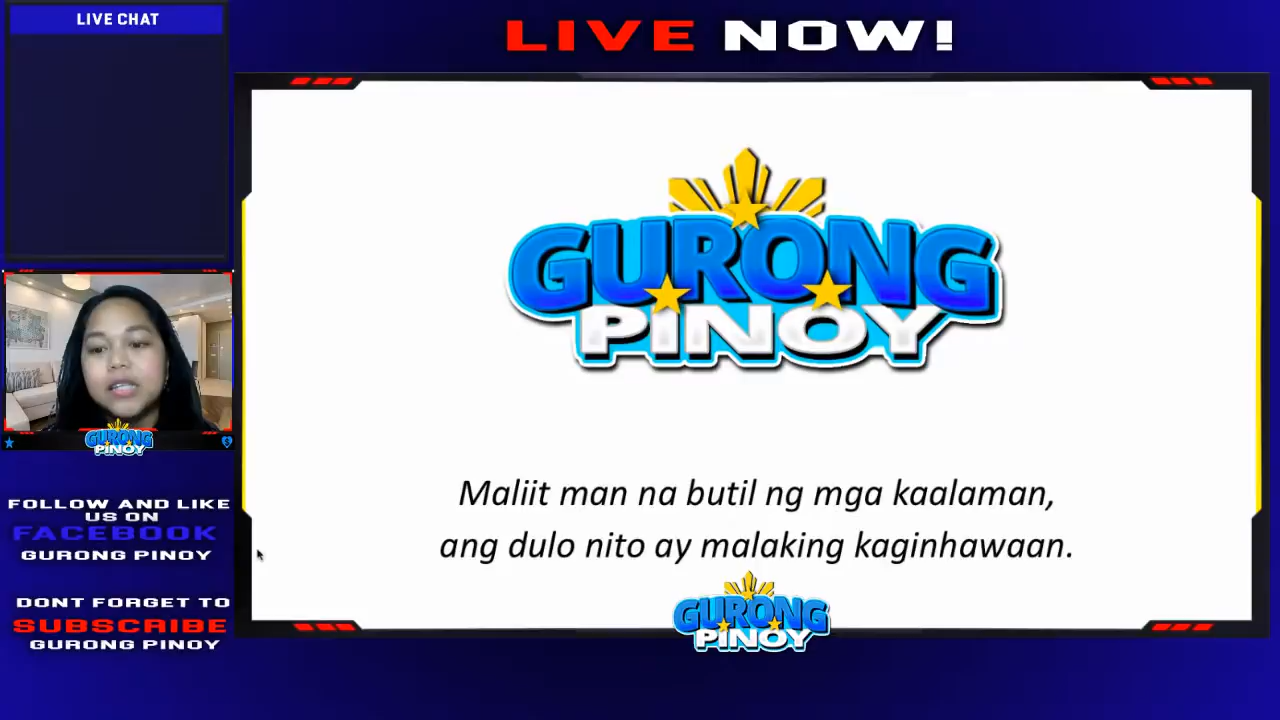 LIVE CHAT
LIVE NOW!
GURONG
PINOY
Maliit man na butil ng mga kaalaman,
ang dulo nito ay malaking kaginhawaan.
GURONG
PINOY
GURONG
PINOY
FOLLOW AND LIKE
US ON
FACEBOOK
GURONG PINOY
DONT FORGET TO
SUBSCRIBE
GURONG PINOY